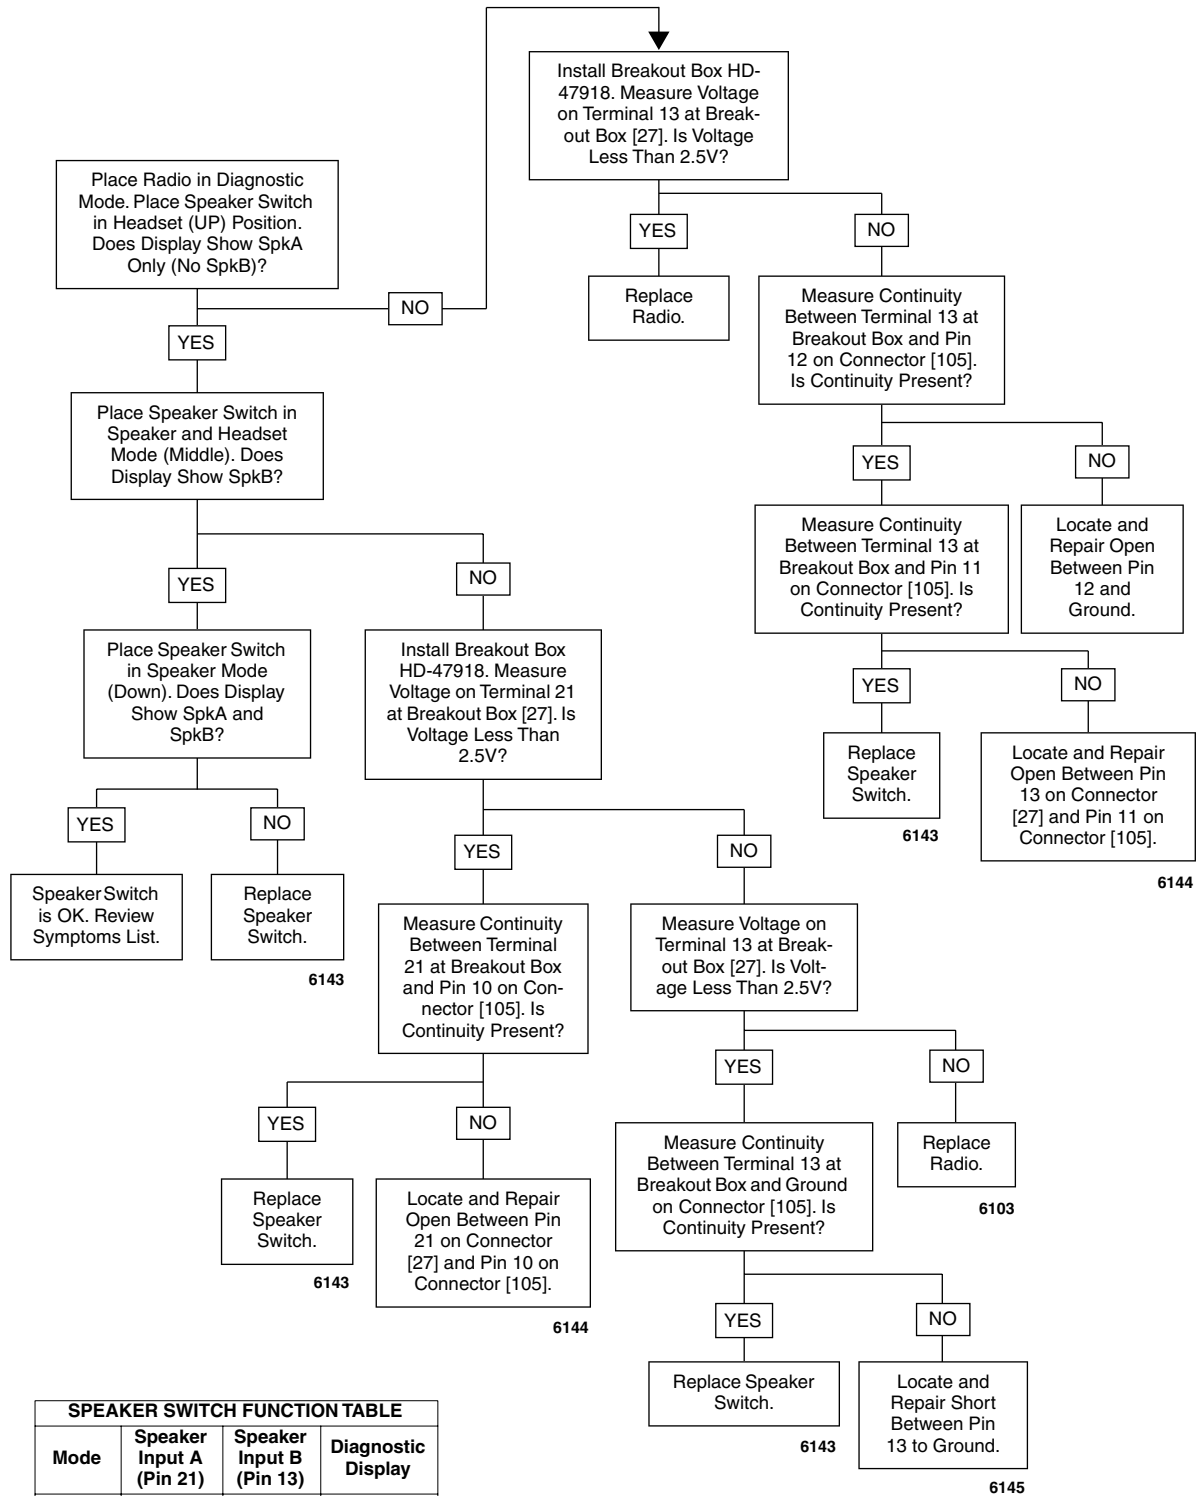 Install Breakout Box HD-
47918. Measure Voltage
on Terminal 13 at Break-
out Box [27]. Is Voltage
Less Than 2.5V?
Place Radio in Diagnostic
Mode. Place Speaker Switch
in Headset (UP) Position.
Does Display Show SpkA
Only (No SpkB)?
YES
NO
NO
YES
Replace
Radio.
Measure Continuity
Between Terminal 13 at
Breakout Box and Pin
12 on Connector [105].
Is Continuity Present?
Place Speaker Switch in
Speaker and Headset
Mode (Middle). Does
Display Show SpkB?
YES
NO
Measure Continuity
Between Terminal 13 at
Breakout Box and Pin 11
on Connector [105]. Is
Continuity Present?
Locate and
Repair Open
Between Pin
12 and
Ground.
YES
NO
Place Speaker Switch
in Speaker Mode
(Down). Does Display
Show SpkA and
SpkB?
Install Breakout Box
HD-47918. Measure
Voltage on Terminal 21
at Breakout Box [27]. Is
Voltage Less Than
2.5V?
YES
NO
Replace
Speaker
Switch.
6143
Locate and Repair
Open Between Pin
13 on Connector
[27] and Pin 11 on
Connector [105].
6144
YES
NO
Speaker Switch
is OK. Review
Symptoms List.
Replace
Speaker
Switch.
6143
YES
NO
Measure Continuity
Between Terminal
21 at Breakout Box
and Pin 10 on Con-
nector [105]. Is
Continuity Present?
Measure Voltage on
Terminal 13 at Break-
out Box [27]. Is Volt-
age Less Than 2.5V?
YES
NO
YES
NO
Replace
Speaker
Switch.
6143
Locate and Repair
Open Between Pin
21 on Connector
[27] and Pin 10 on
Connector [105].
6144
Measure Continuity
Between Terminal 13 at
Breakout Box and Ground
on Connector [105]. Is
Continuity Present?
Replace
Radio.
6103
YES
NO
Replace Speaker
Switch.
6143
Locate and
Repair Short
Between Pin
13 to Ground.
6145
SPEAKER SWITCH FUNCTION TABLE
Mode
Speaker
Input A
(Pin 21)
Speaker
Input B
(Pin 13)
Diagnostic
Display